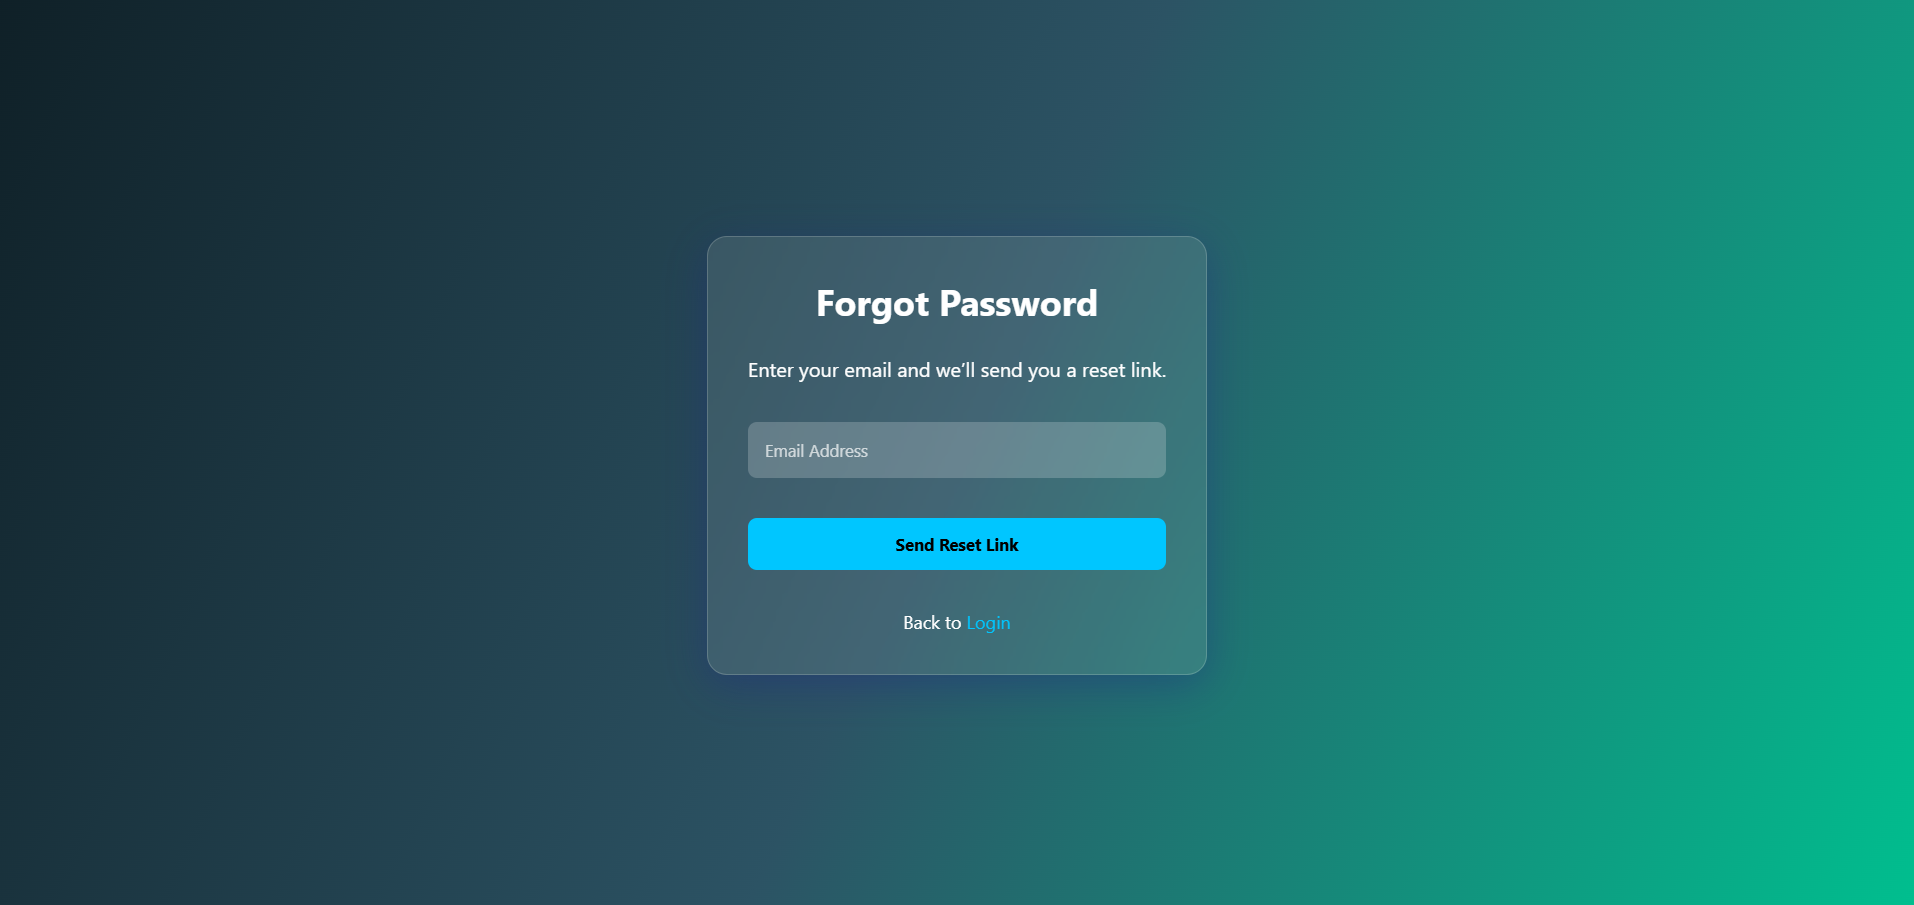 Forgot Password
Enter your email and we’ll send you a reset link.
Email Address
Send Reset Link
Back to Login